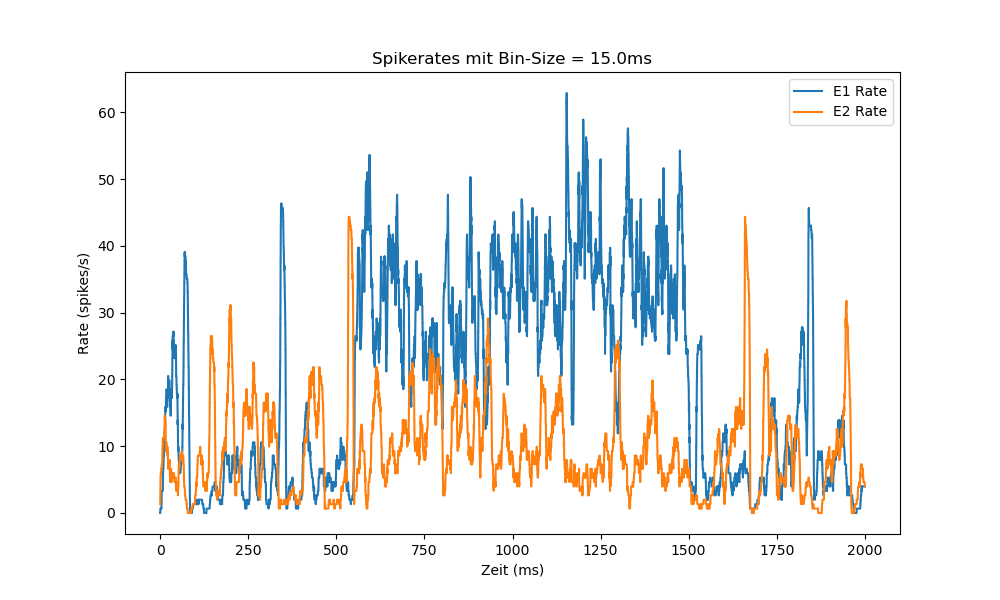 Spikerates mit Bin-Size = 15.0ms
E1 Rate
E2 Rate
60
50
40
30
20
10
0
Rate (spikes/s)
0 250 500 750 1000 1250 1500 1750 2000
Zeit (ms)